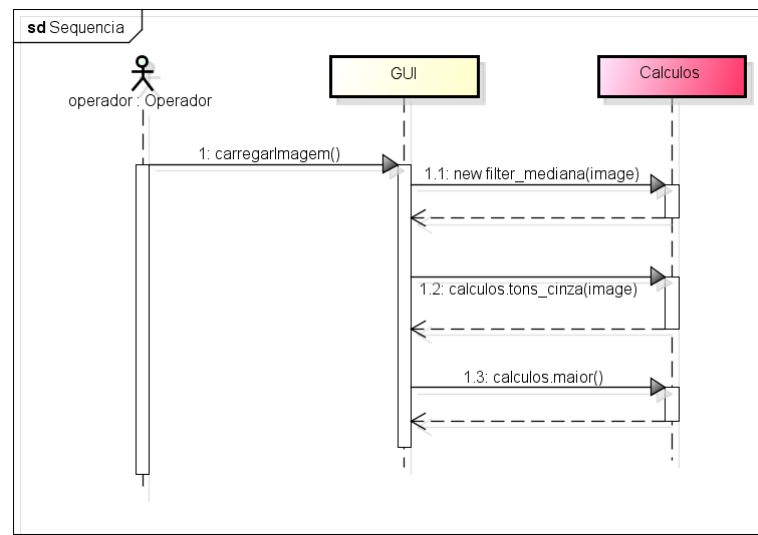 sd Sequencia
operador : Operador
GUI
Calculos
1: carregarImagem()
1.1: new filter_mediana(image)
1.2: calculos.tons_cinza(image)
1.3: calculos.maior()